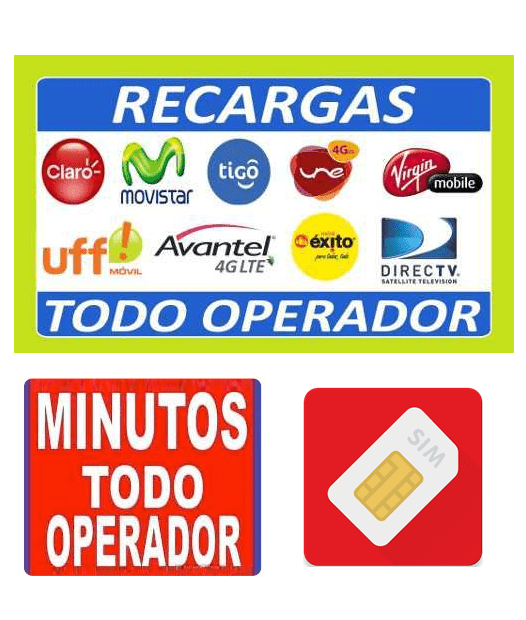 RECARGAS
Claro
movistar
tigo
une
4G
Virgin
mobile
uff!
MÓVIL
Avantel
4G LTE
éxito
DIRECTV
SATELLITE TELEVISION
TODO OPERADOR
MINUTOS
TODO
OPERADOR
SIM